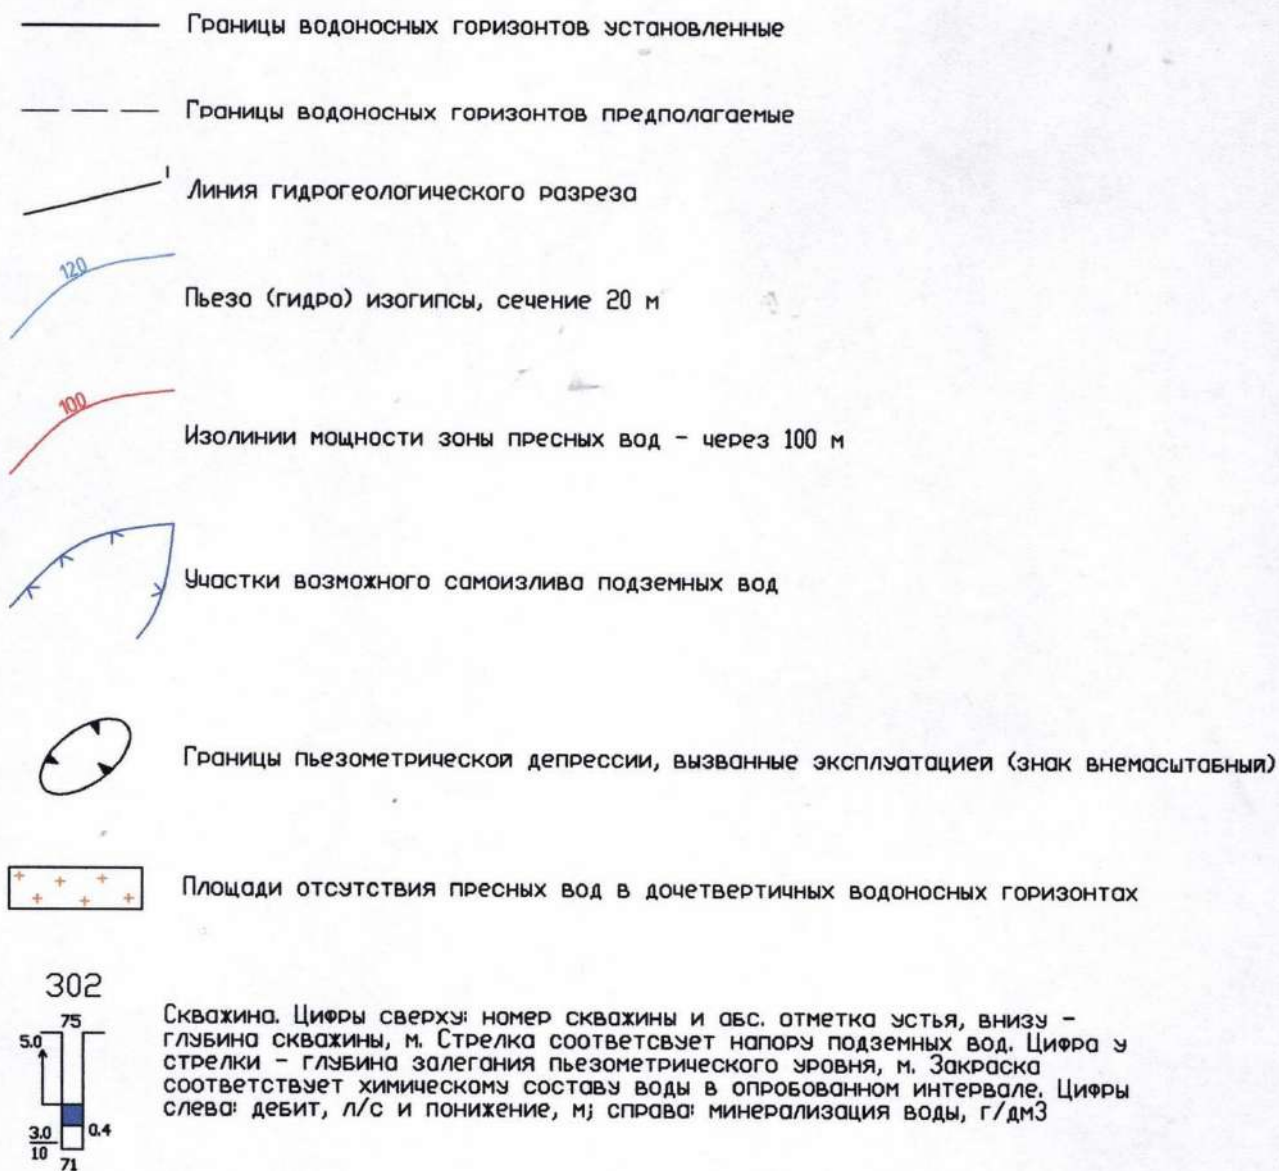 Границы водоносных горизонтов установленные
Границы водоносных горизонтов предполагаемые
I
Линия гидрогеологического разреза
120
Пьезо (гидро) изогипсы, сечение 20 м
100
Изолинии мощности зоны пресных вод - через 100 м
Участки возможного самоизлива подземных вод
Границы пьезометрической депрессии, вызванные эксплуатацией (знак внемасштабный)
Площади отсутствия пресных вод в дочетвертичных водоносных горизонтах
302
75
5.0
3.0
10
0.4
71
Скважина. Цифры сверху: номер скважины и абс. отметка устья, внизу -
глубина скважины, м. Стрелка соответсвует напору подземных вод. Цифра у
стрелки - глубина залегания пьезометрического уровня, м. Закраска
соответствует химическому составу воды в опробованном интервале. Цифры
слева: дебит, л/с и понижение, м; справа: минерализация воды, г/дм3